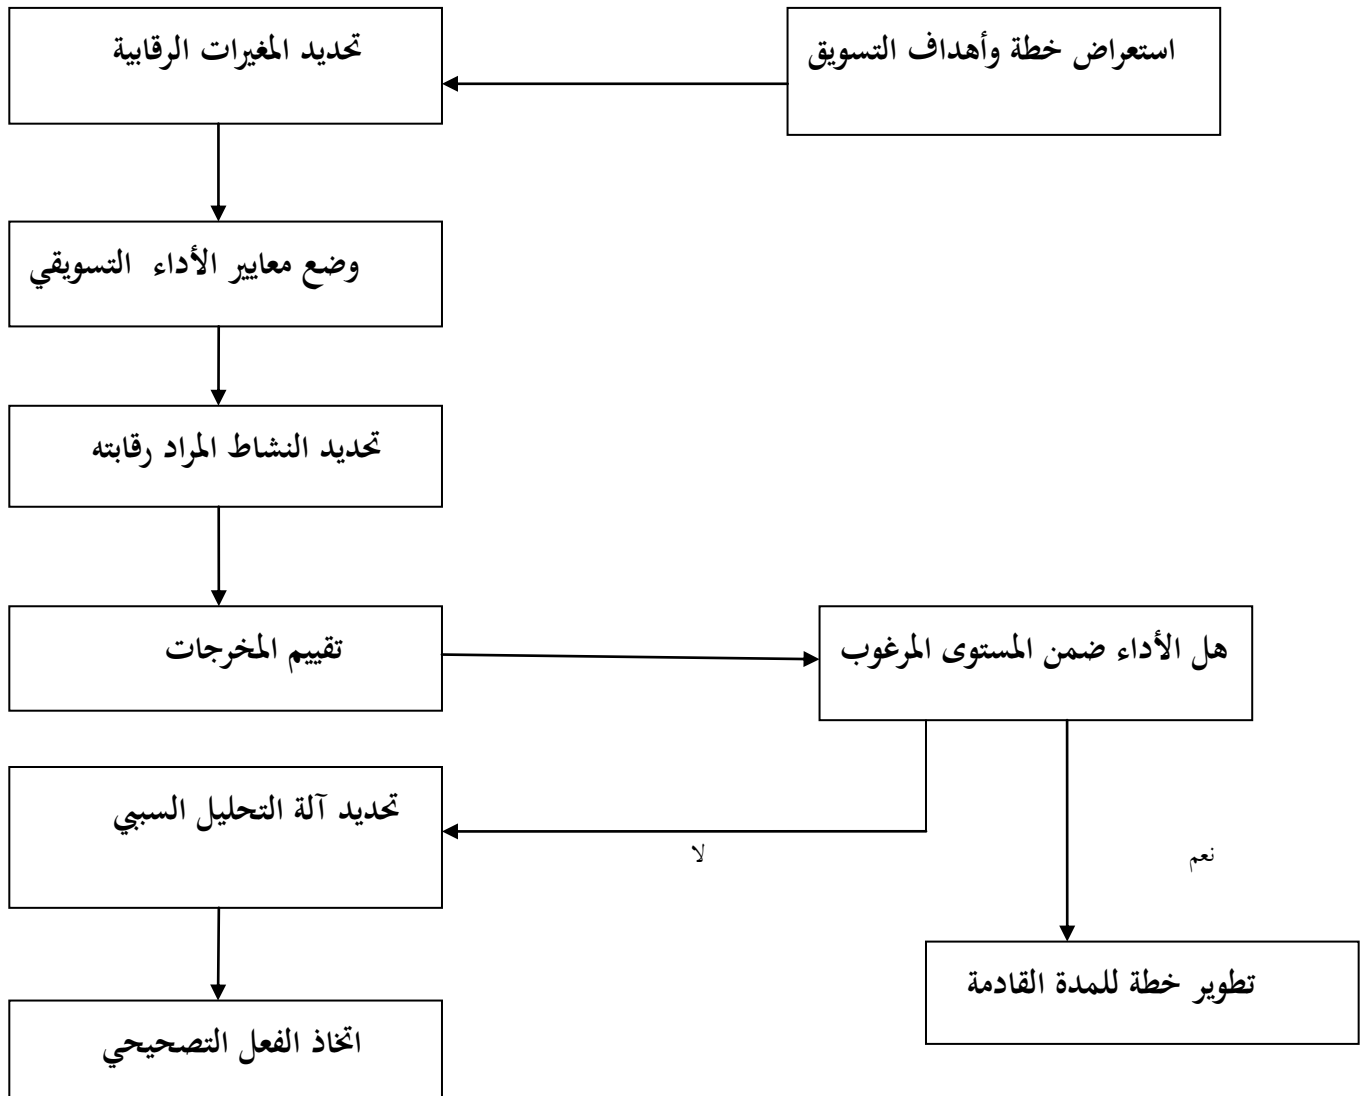 استعراض خطة وأهداف التسويق
تحديد المغيرات الرقابية
وضع معايير الأداء التسويقي
تحديد النشاط المراد رقابته
تقييم المخرجات
هل الأداء ضمن المستوى المرغوب
تحديد آلة التحليل السببي
لا
نعم
تطوير خطة للمدة القادمة
اتخاذ الفعل التصحيحي